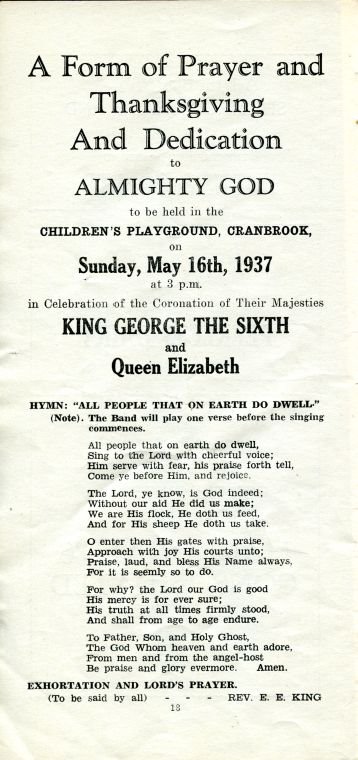 A Form of Prayer and
Thanksgiving
And Dedication
to
ALMIGHTY GOD
to be held in the
CHILDREN'S PLAYGROUND, CRANBROOK,
on
Sunday, May 16th, 1937
at 3 p.m.
in Celebration of the Coronation of Their Majesties
KING GEORGE THE SIXTH
and
Queen Elizabeth
HYMN: "ALL PEOPLE THAT ON EARTH DO DWELL."
(Note). The Band will play one verse before the singing
commences.
All people that on earth do dwell,
Sing to the Lord with cheerful voice;
Him serve with fear, his praise forth tell,
Come ye before Him, and rejoice.
The Lord, ye know, is God indeed;
Without our aid He did us make;
We are His flock, He doth us feed,
And for His sheep He doth us take.
O enter then His gates with praise,
Approach with joy His courts unto;
Praise, laud, and bless His Name always,
For it is seemly so to do.
For why? the Lord our God is good
His mercy is for ever sure;
His truth at all times firmly stood,
And shall from age to age endure.
To Father, Son, and Holy Ghost,
The God Whom heaven and earth adore,
From men and from the angel-host
Be praise and glory evermore. Amen.
EXHORTATION AND LORD'S PRAYER.
(To be said by all) - - - REV. E. E. KING
13